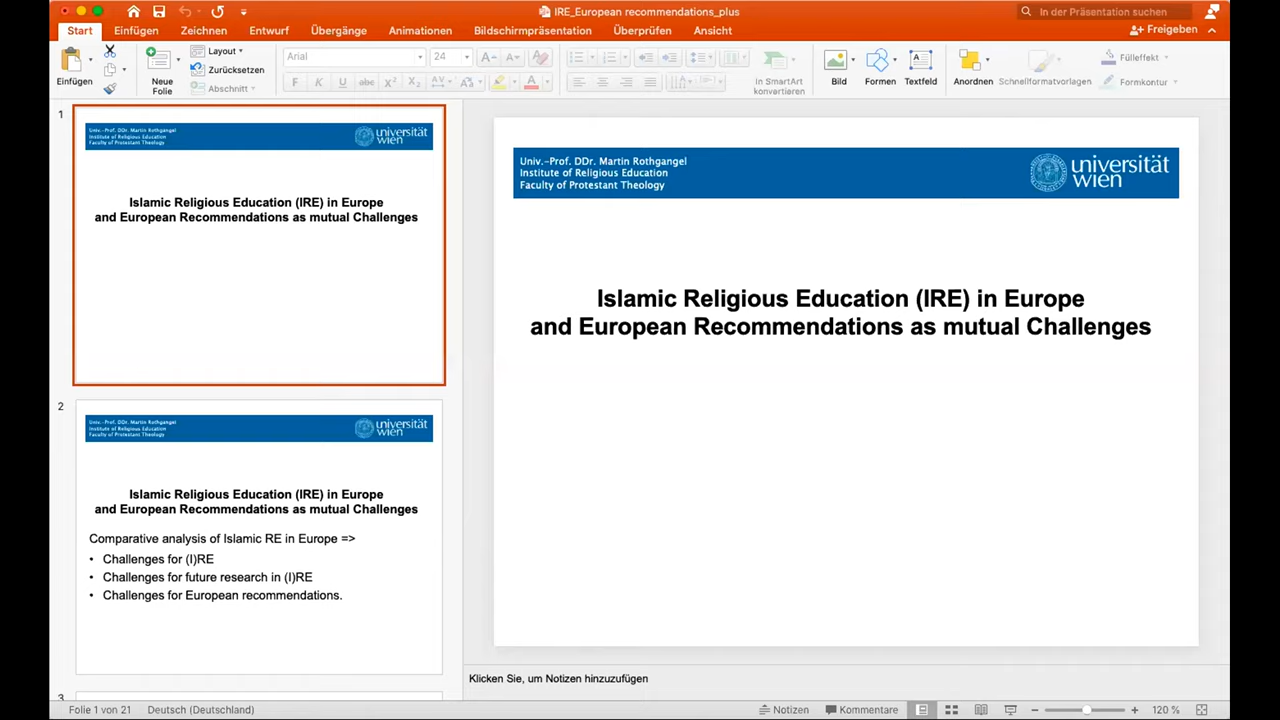 IRE_European recommendations_plus
In der Präsentation suchen
Start Einfügen Zeichnen Entwurf Übergänge Animationen Bildschirmpräsentation Überprüfen Ansicht
Freigeben
Einfügen
Neue
Folie
Layout
Zurücksetzen
Abschnitt
Arial 24
F K U abc X² X₂ AV Aa A
In SmartArt
konvertieren
Bild Formen Textfeld Anordnen Schnellformatvorlagen
Fülleffekt
Formkontur
1
Univ.-Prof. DDr. Martin Rothgangel
Institute of Religious Education
Faculty of Protestant Theology
universität
wien
Islamic Religious Education (IRE) in Europe
and European Recommendations as mutual Challenges
2
Univ.-Prof. DDr. Martin Rothgangel
Institute of Religious Education
Faculty of Protestant Theology
universität
wien
Islamic Religious Education (IRE) in Europe
and European Recommendations as mutual Challenges
Comparative analysis of Islamic RE in Europe =>
• Challenges for (I)RE
• Challenges for future research in (I)RE
• Challenges for European recommendations.
3
Univ.-Prof. DDr. Martin Rothgangel
Institute of Religious Education
Faculty of Protestant Theology
universität
wien
Islamic Religious Education (IRE) in Europe
and European Recommendations as mutual Challenges
Klicken Sie, um Notizen hinzuzufügen
Folie 1 von 21 Deutsch (Deutschland)
Notizen Kommentare 120 %